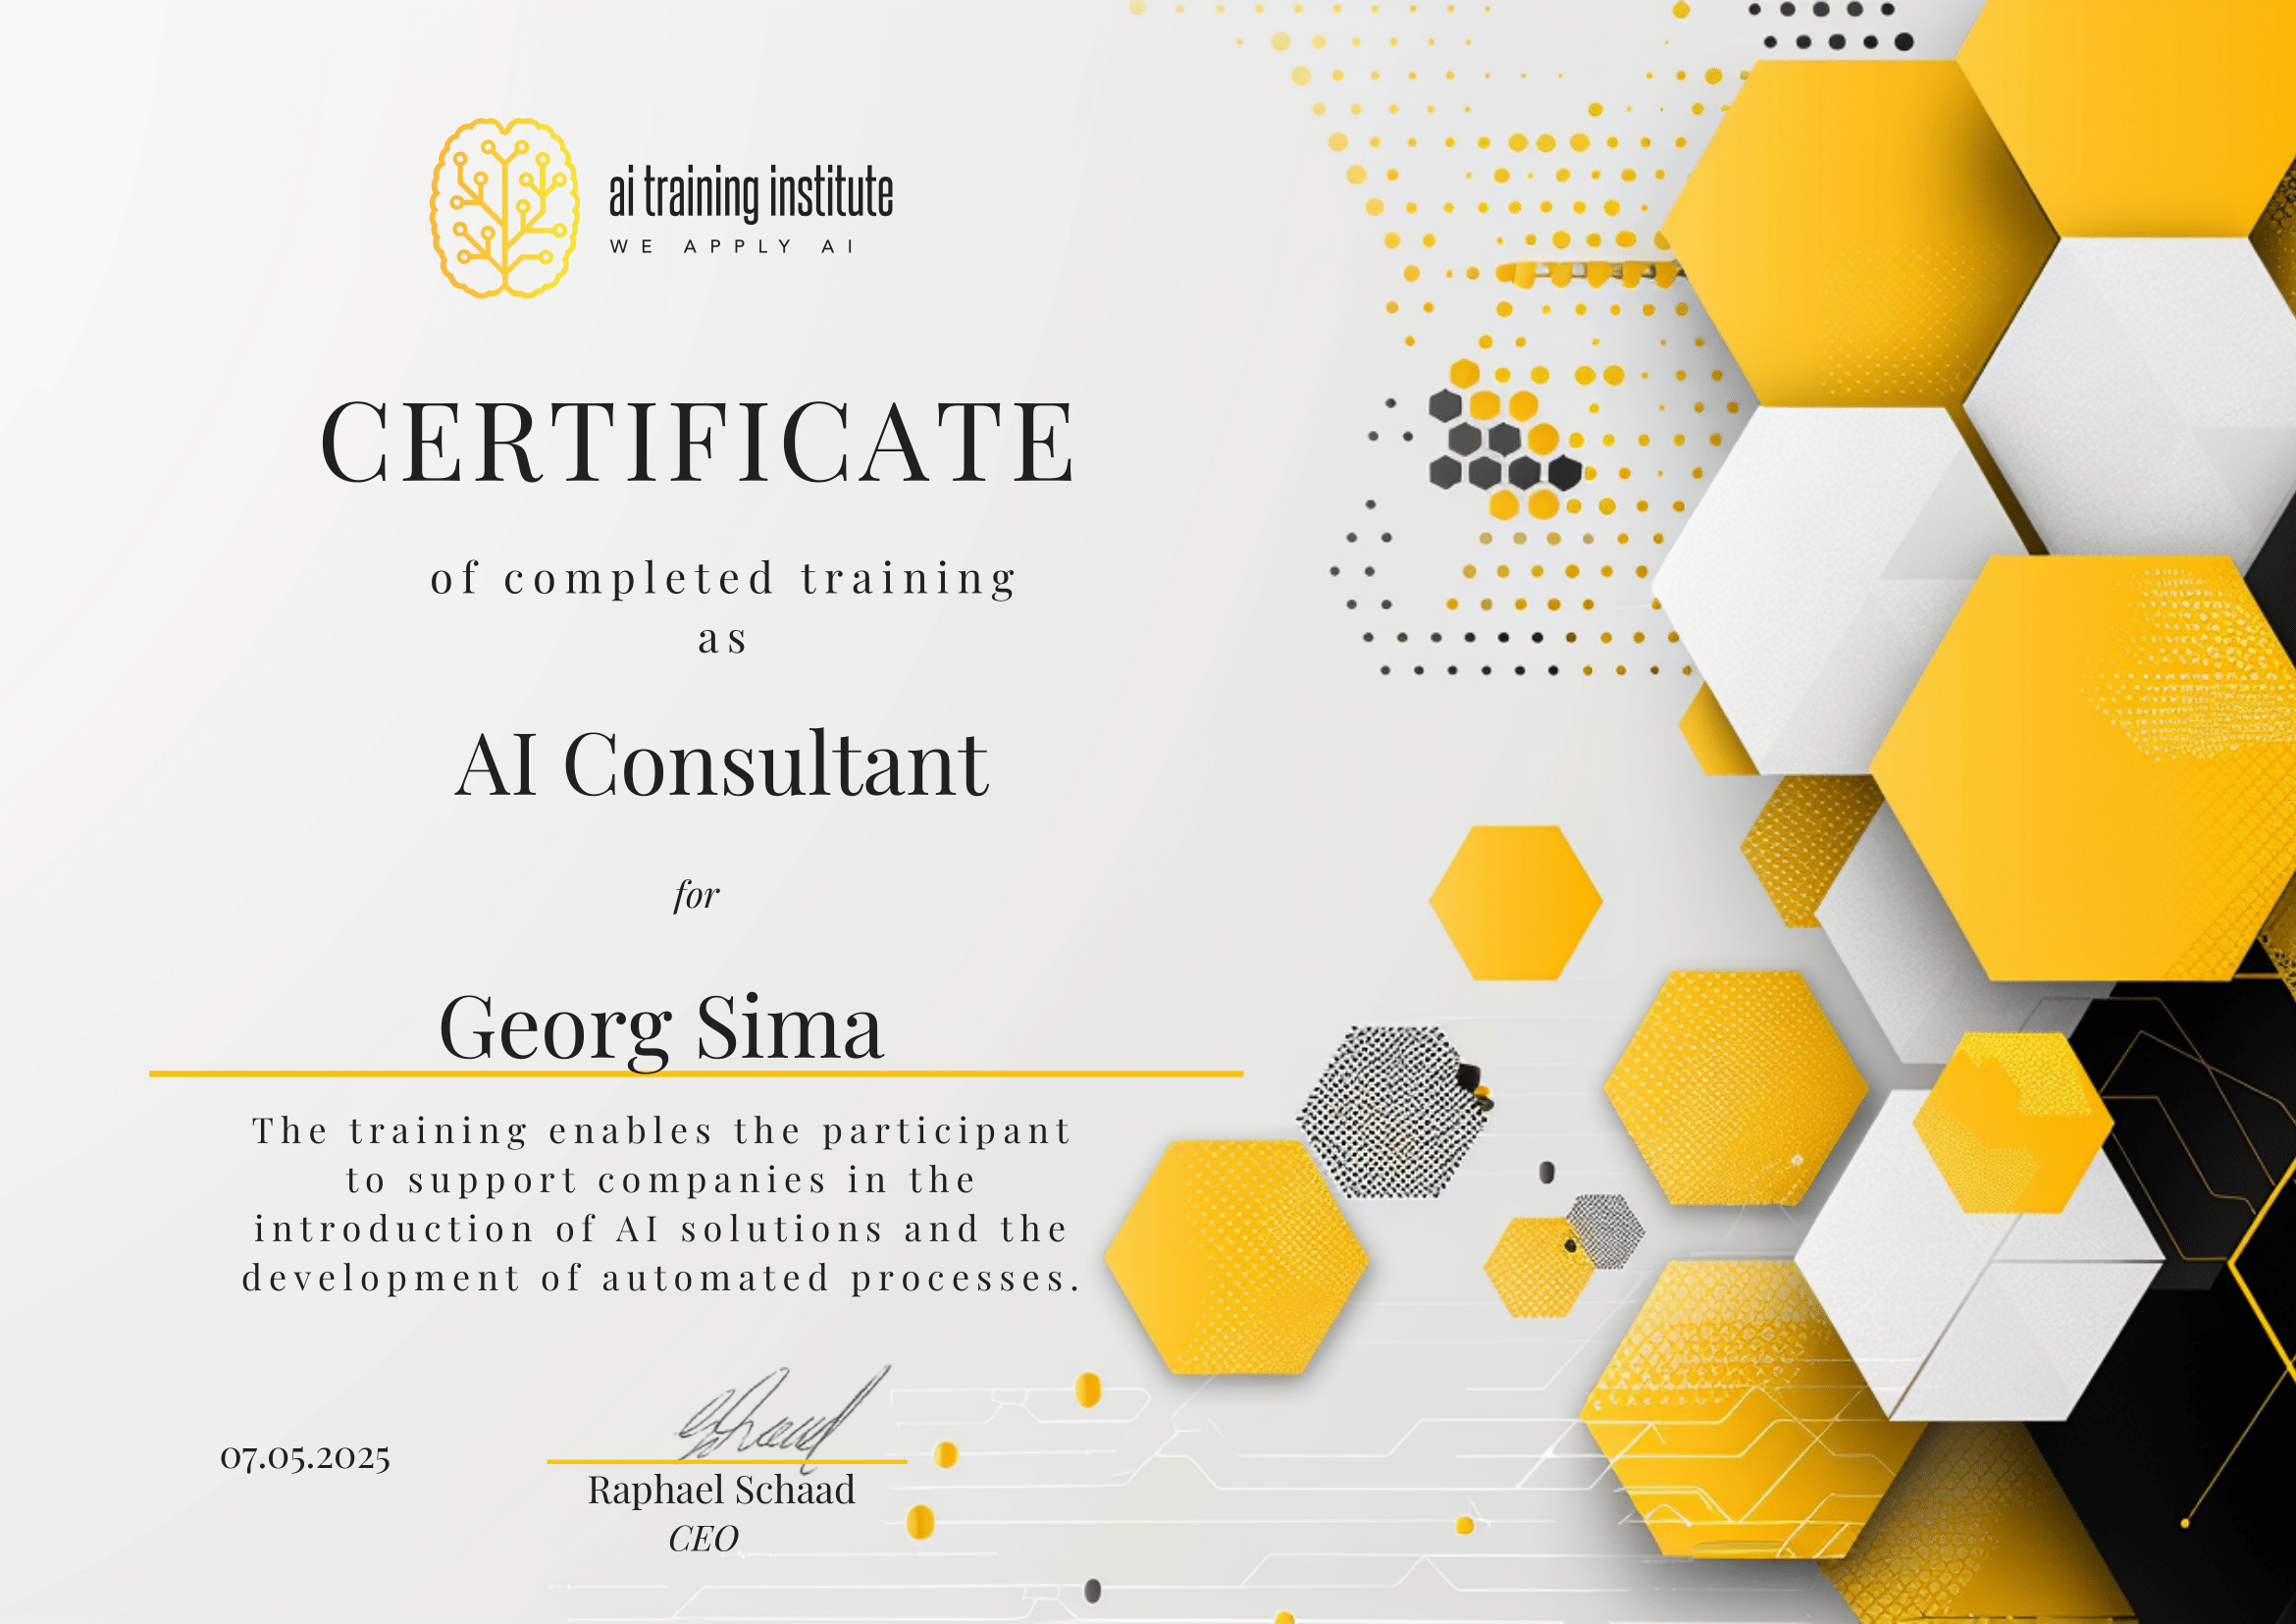 ai training institute
WE APPLY AI
CERTIFICATE
of completed training
as
AI Consultant
for
Georg Sima
The training enables the participant
to support companies in the
introduction of AI solutions and the
development of automated processes.
07.05.2025
Raphael Schaad
CEO